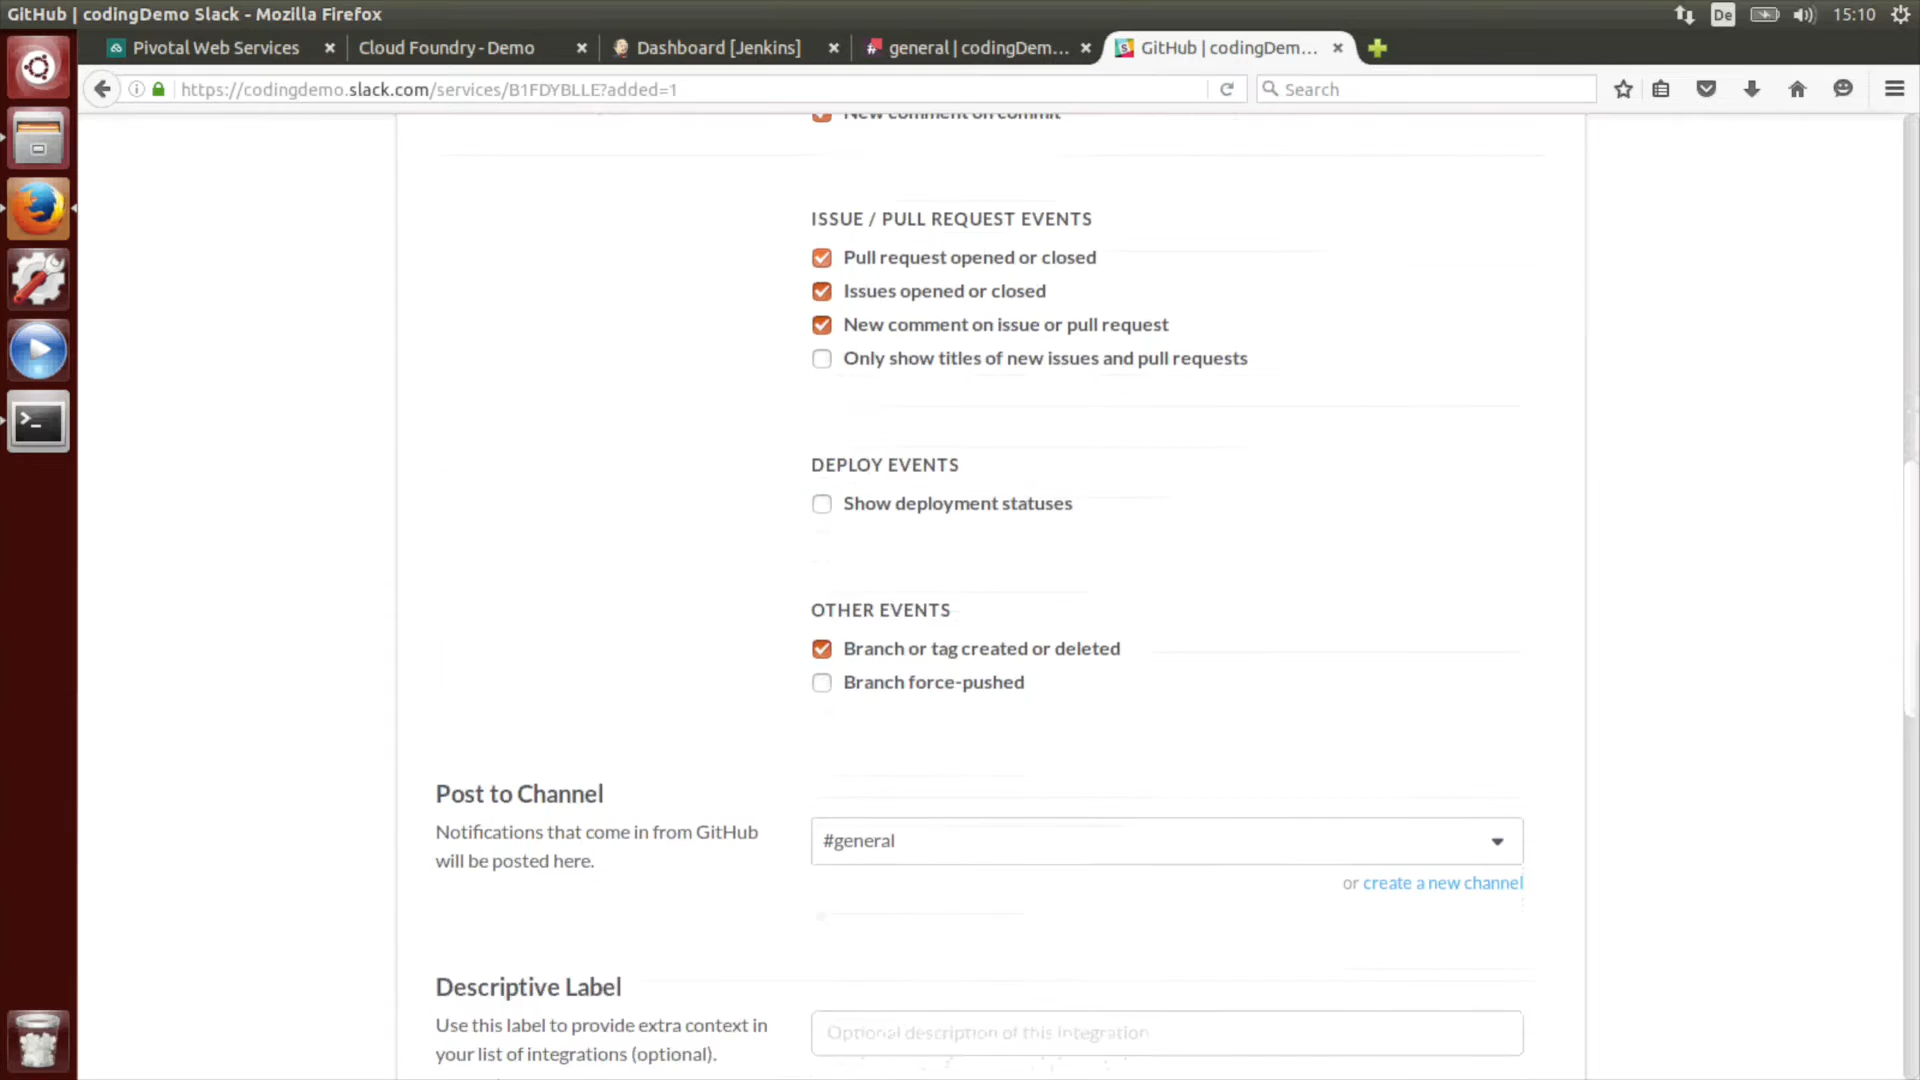 GitHub | codingDemo Slack - Mozilla Firefox
De
15:10
Pivotal Web Services
Cloud Foundry - Demo
Dashboard [Jenkins]
general | codingDem...
GitHub | codingDem...
https://codingdemo.slack.com/services/B1FDYBLLE?added=1
Search
New comment on commit
ISSUE / PULL REQUEST EVENTS
Pull request opened or closed
Issues opened or closed
New comment on issue or pull request
Only show titles of new issues and pull requests
DEPLOY EVENTS
Show deployment statuses
OTHER EVENTS
Branch or tag created or deleted
Branch force-pushed
Post to Channel
Notifications that come in from GitHub
will be posted here.
#general
or create a new channel
Descriptive Label
Use this label to provide extra context in
your list of integrations (optional).
Optional description of this integration